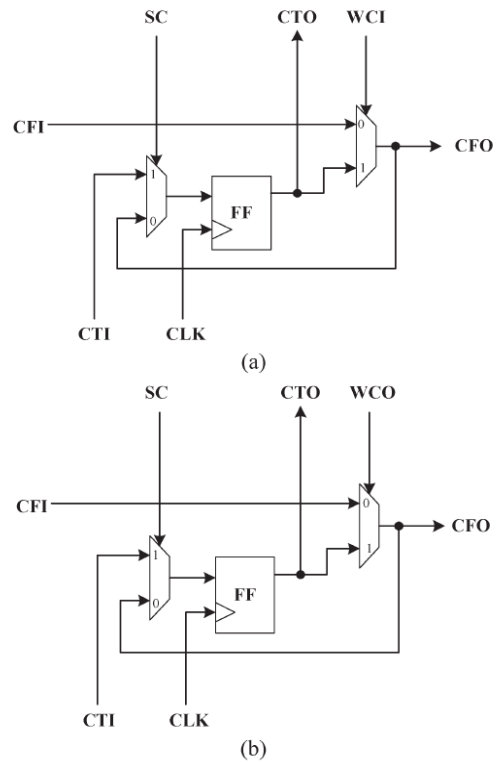 SC CTO WCI
CFI 0
CFO
1 1
FF
0
CTI CLK
(a)
SC CTO WCO
CFI 0
CFO
1 1
FF
0
CTI CLK
(b)